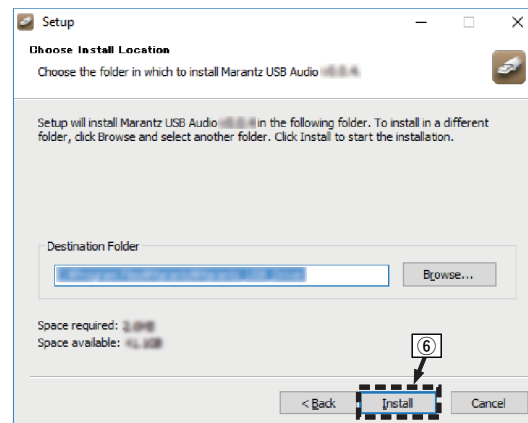 Setup
Choose Install Location
Choose the folder in which to install Marantz USB Audio
Setup will install Marantz USB Audio in the following folder. To install in a different
folder, click Browse and select another folder. Click Install to start the installation.
Destination Folder
Browse...
Space required:
Space available:
⑥
< Back Install Cancel